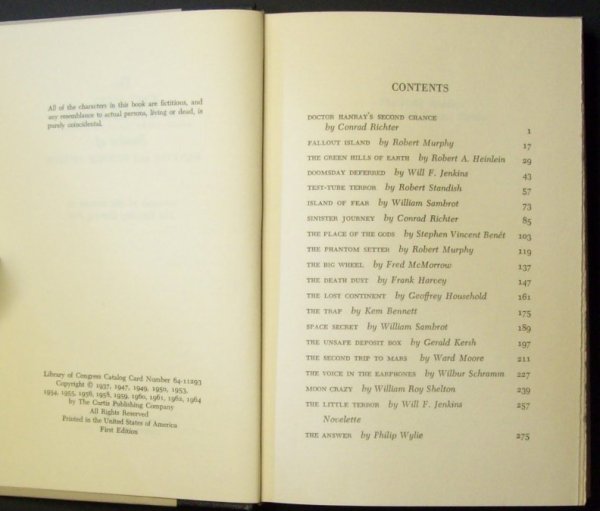 All of the characters in this book are fictitious, and
any resemblance to actual persons, living or dead, is
purely coincidental.
Library of Congress Catalog Card Number 64-11293
Copyright © 1937, 1947, 1949, 1950, 1953,
1954, 1955, 1956, 1958, 1959, 1960, 1961, 1962, 1964
by The Curtis Publishing Company
All Rights Reserved
Printed in the United States of America
First Edition
CONTENTS
DOCTOR HANRAY'S SECOND CHANCE
by Conrad Richter 1
FALLOUT ISLAND by Robert Murphy 17
THE GREEN HILLS OF EARTH by Robert A. Heinlein 29
DOOMSDAY DEFERRED by Will F. Jenkins 43
TEST-TUBE TERROR by Robert Standish 57
ISLAND OF FEAR by William Sambrot 73
SINISTER JOURNEY by Conrad Richter 85
THE PLACE OF THE GODS by Stephen Vincent Benét 103
THE PHANTOM SETTER by Robert Murphy 119
THE BIG WHEEL by Fred McMorrow 137
THE DEATH DUST by Frank Harvey 147
THE LOST CONTINENT by Geoffrey Household 161
THE TRAP by Kem Bennett 175
SPACE SECRET by William Sambrot 189
THE UNSAFE DEPOSIT BOX by Gerald Kersh 197
THE SECOND TRIP TO MARS by Ward Moore 211
THE VOICE IN THE EARPHONES by Wilbur Schramm 227
MOON CRAZY by William Roy Shelton 239
THE LITTLE TERROR by Will F. Jenkins 257
Novelette
THE ANSWER by Philip Wylie 275